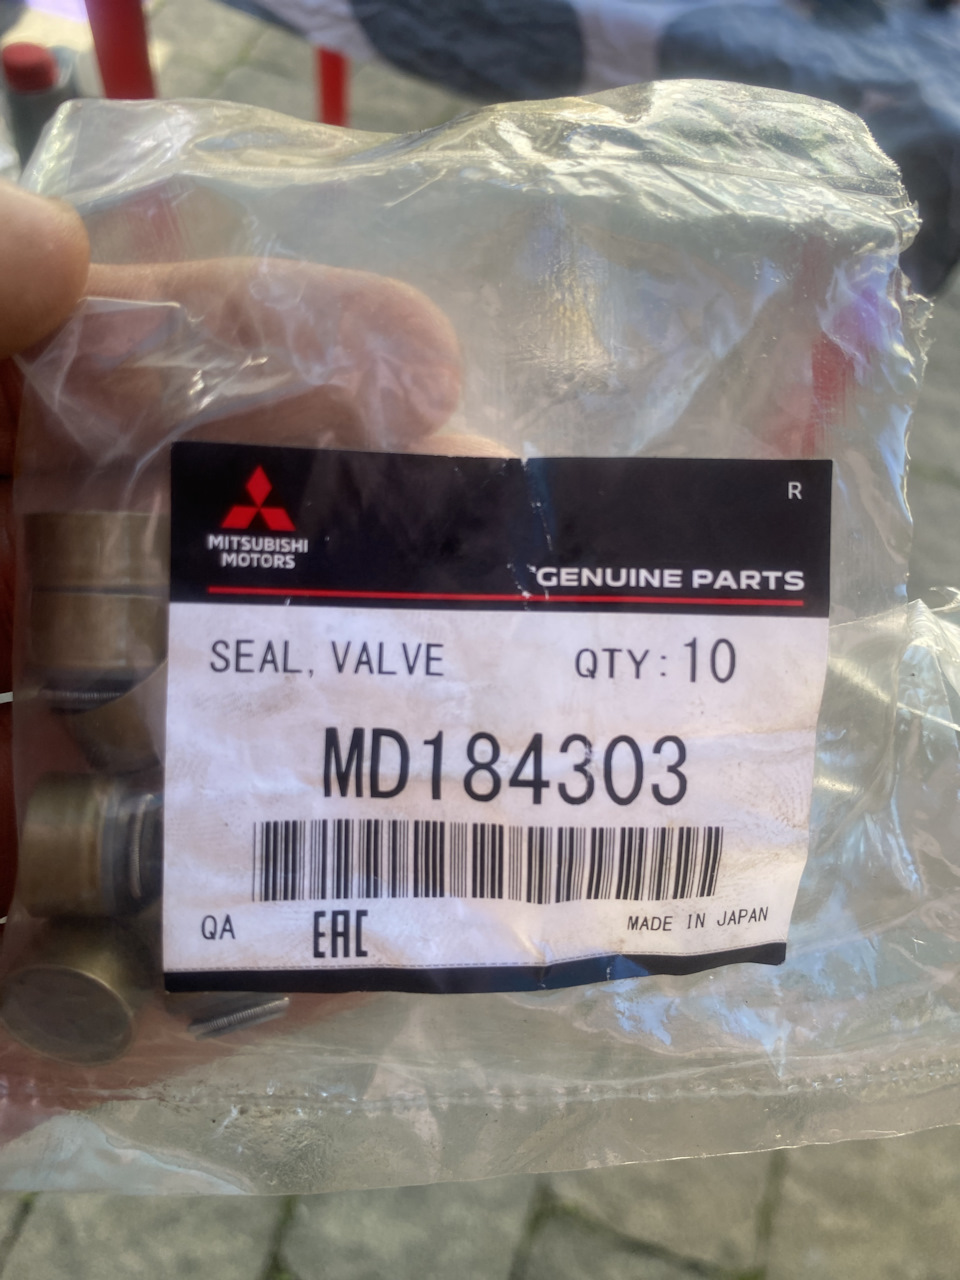 R
MITSUBISHI
MOTORS
GENUINE PARTS
SEAL, VALVE QTY: 10
MD184303
QA EAC MADE IN JAPAN